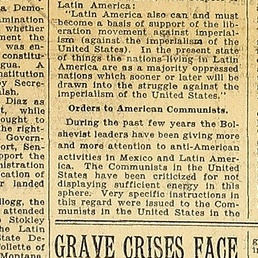 Latin America:
"Latin America also can and must
become a basis of support of the lib-
eration movement against imperial-
ism (against the imperialism of the
United States). In the present state
of things the nations living in Latin
America are as a majority oppressed
nations which sooner or later will be
drawn into the struggle against the
imperialism of the United States."
Orders to American Communists.
During the past few years the Bol-
shevist leaders have been giving more
and more attention to anti-American
activities in Mexico and Latin Amer-
ica. The Communists in the United
States have been criticized for not
displaying sufficient energy in this
sphere. Very specific instructions in
this regard were issued to the Com-
munists in the United States in the
GRAVE CRISES FACE